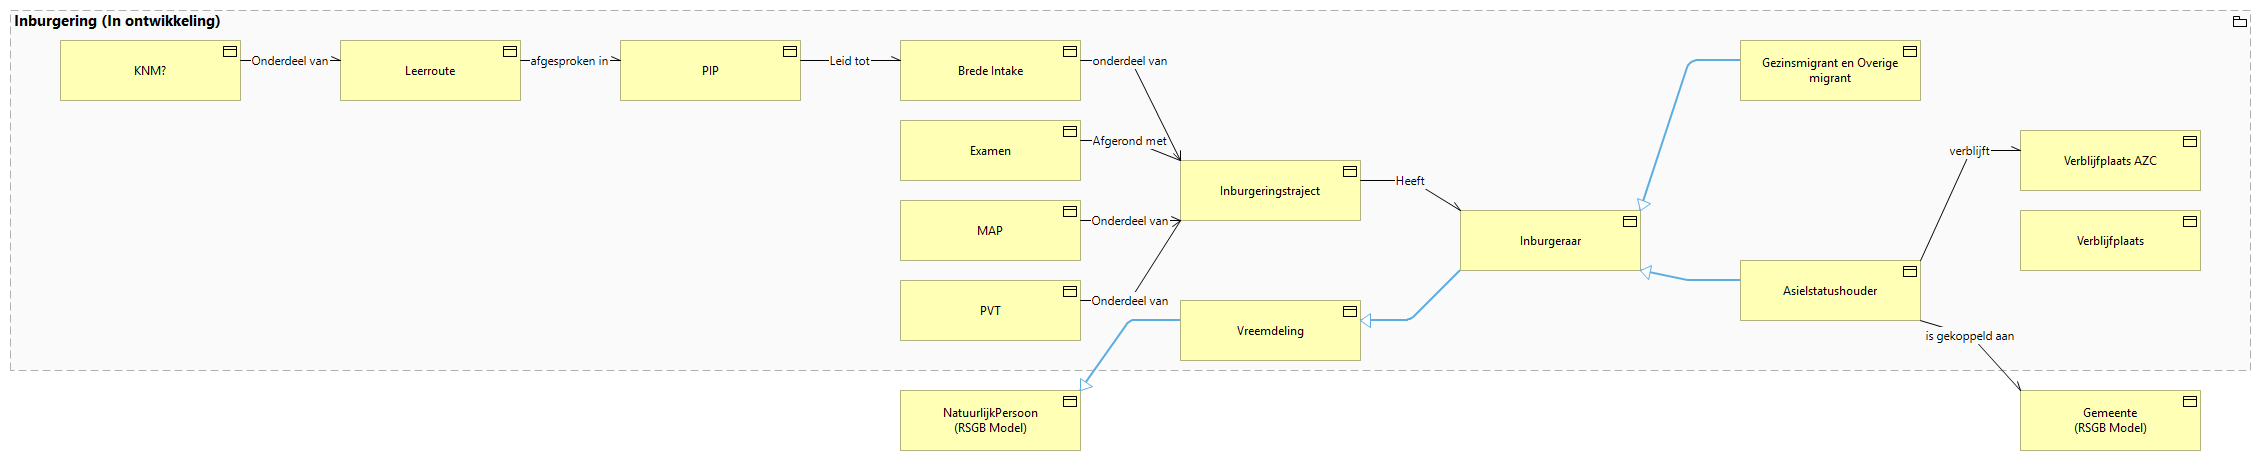 Inburgering (In ontwikkeling)
KNM?
Onderdeel van
Leerroute
afgesproken in
PIP
Leid tot
Brede Intake
onderdeel van
Gezinsmigrant en Overige
migrant
Examen
Afgerond met
verblijft
Verblijfplaats AZC
Inburgeringstraject
Heeft
MAP
Onderdeel van
Inburgeraar
Verblijfplaats
PVT
Onderdeel van
Vreemdeling
Asielstatushouder
is gekoppeld aan
NatuurlijkPersoon
(RSGB Model)
Gemeente
(RSGB Model)